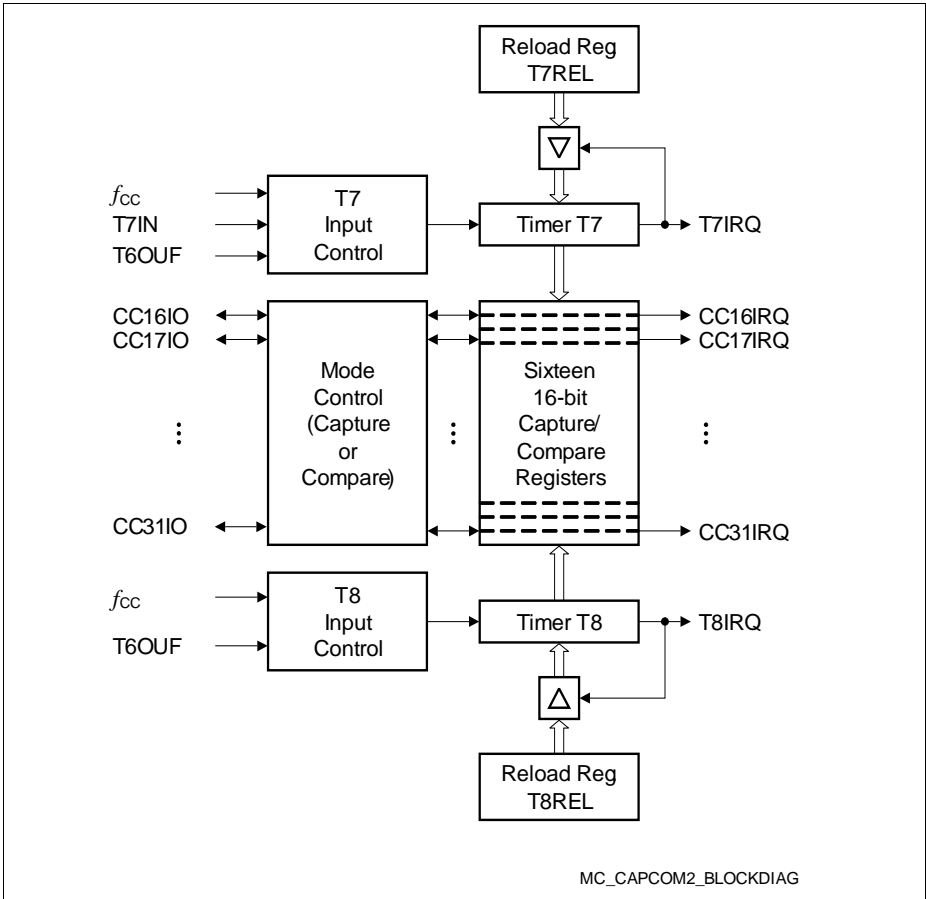 Reload Reg
T7REL
fCC
T7IN
T6OUF
T7
Input
Control
Timer T7
T7IRQ
CC16IO
CC17IO
CC31IO
Mode
Control
(Capture
or
Compare)
Sixteen
16-bit
Capture/
Compare
Registers
CC16IRQ
CC17IRQ
CC31IRQ
fCC
T6OUF
T8
Input
Control
Timer T8
T8IRQ
Reload Reg
T8REL
MC_CAPCOM2_BLOCKDIAG